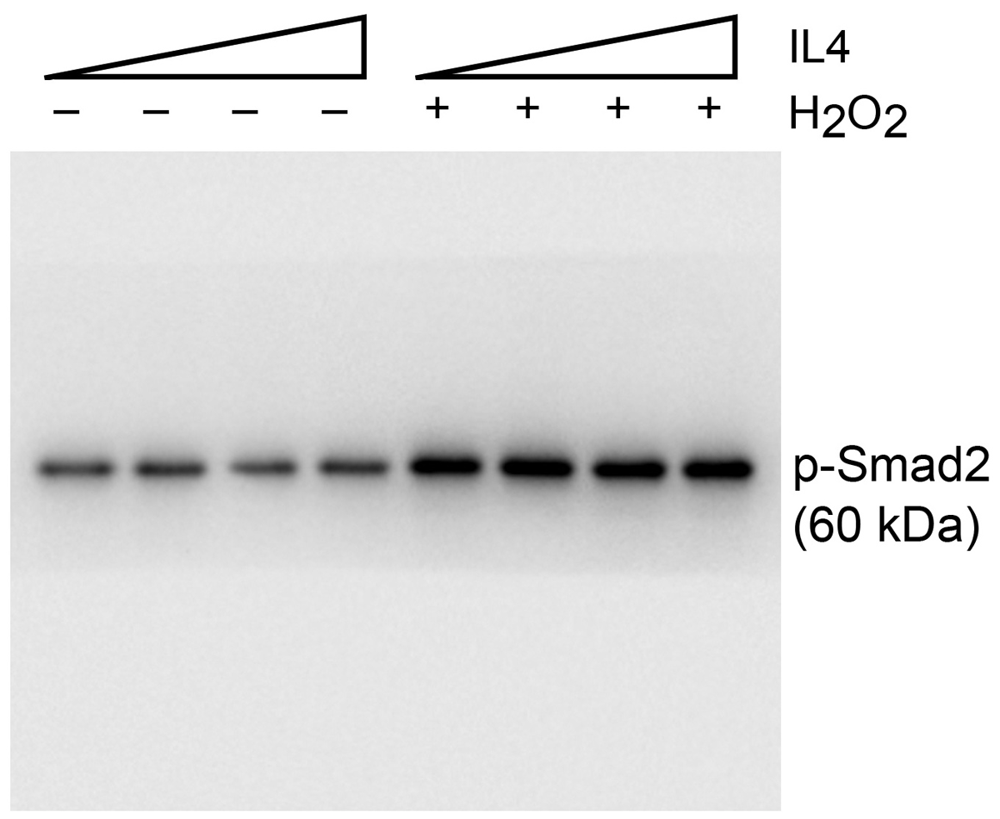 IL4
– – – – + + + + H₂O₂
p-Smad2
(60 kDa)